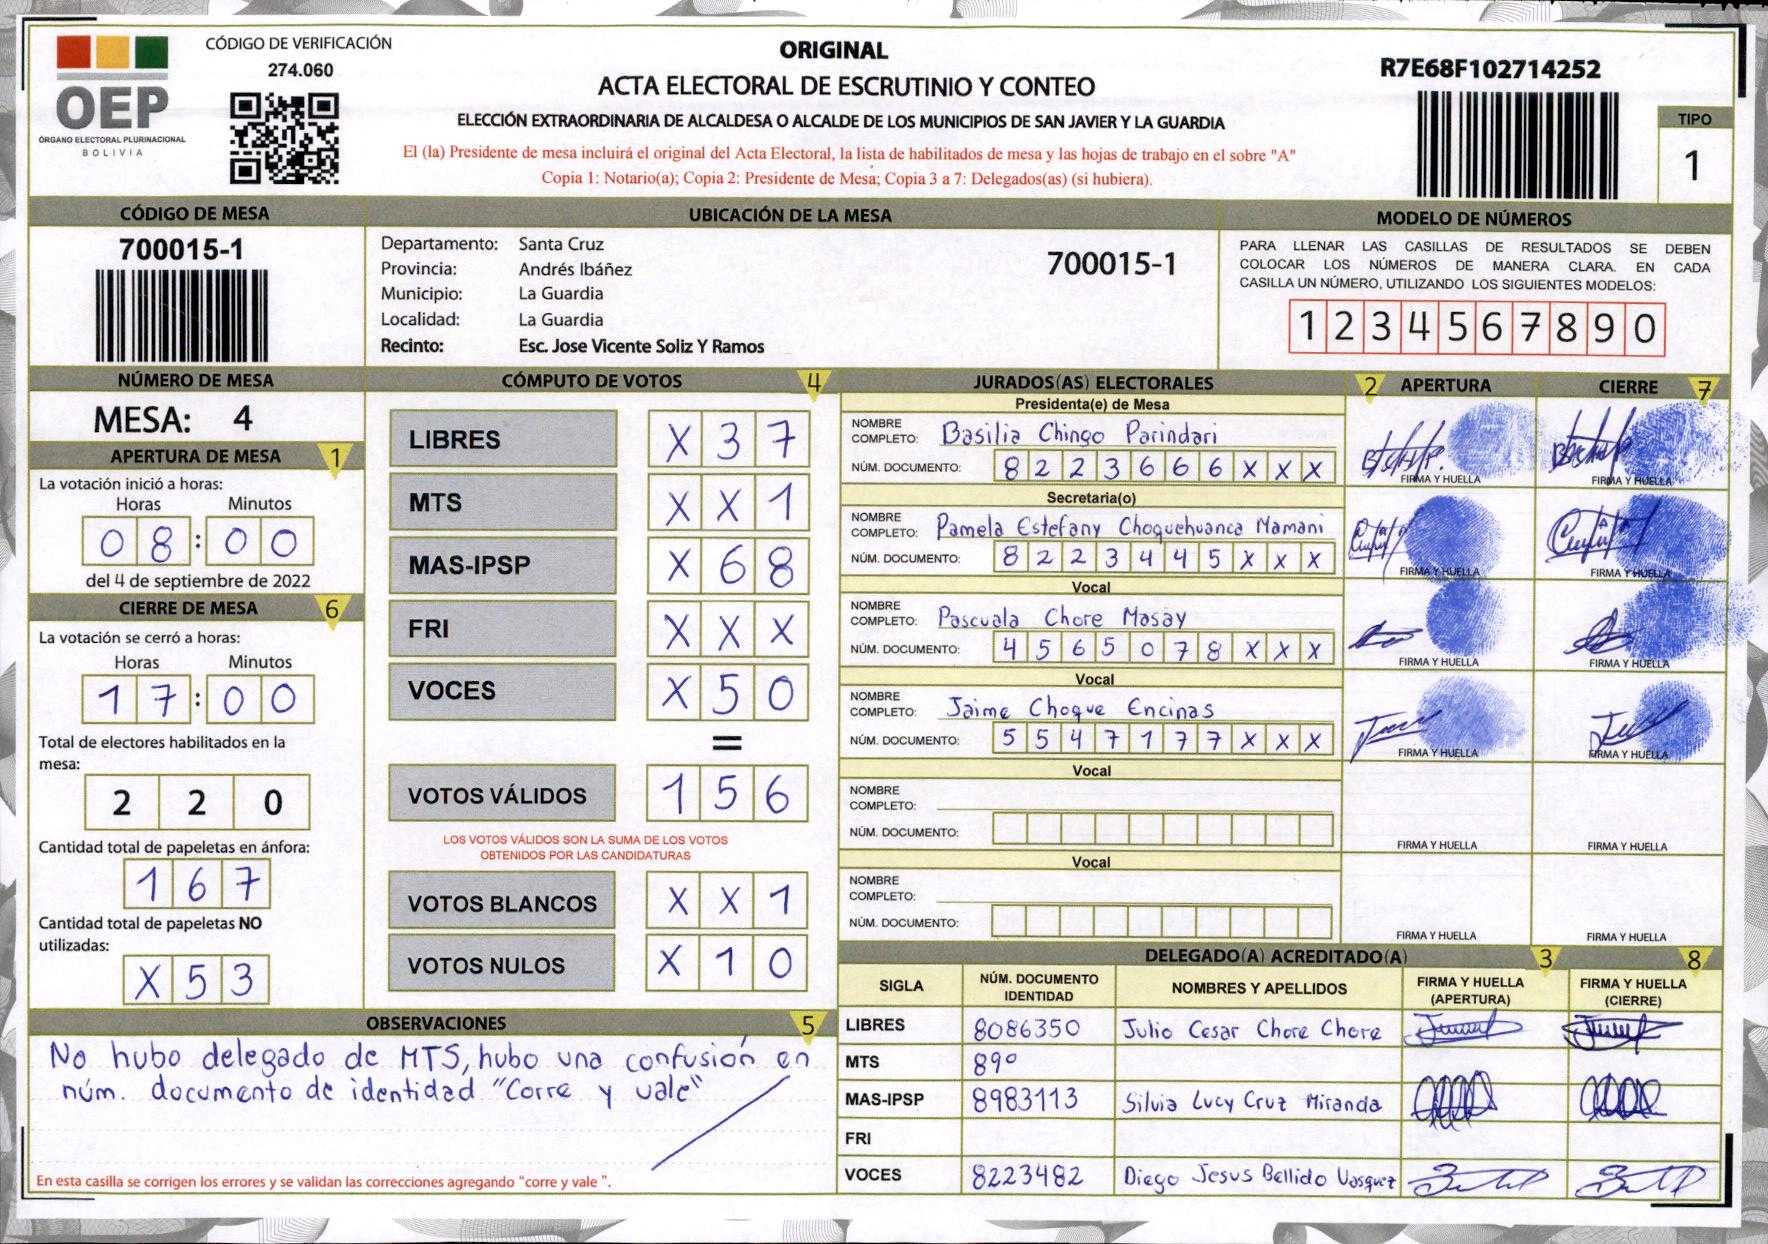 CÓDIGO DE VERIFICACIÓN
274.060
OEP
ÓRGANO ELECTORAL PLURINACIONAL
BOLIVIA
ORIGINAL
ACTA ELECTORAL DE ESCRUTINIO Y CONTEO
ELECCIÓN EXTRAORDINARIA DE ALCALDESA O ALCALDE DE LOS MUNICIPIOS DE SAN JAVIER Y LA GUARDIA
El (la) Presidente de mesa incluirá el original del Acta Electoral, la lista de habilitados de mesa y las hojas de trabajo en el sobre "A"
Copia 1: Notario(a); Copia 2: Presidente de Mesa; Copia 3 a 7: Delegados(as) (si hubiera).
R7E68F102714252
TIPO
1
CÓDIGO DE MESA
700015-1
UBICACIÓN DE LA MESA
Departamento: Santa Cruz
Provincia: Andrés Ibáñez
Municipio: La Guardia
Localidad: La Guardia
Recinto: Esc. Jose Vicente Soliz Y Ramos
700015-1
MODELO DE NÚMEROS
PARA LLENAR LAS CASILLAS DE RESULTADOS SE DEBEN
COLOCAR LOS NÚMEROS DE MANERA CLARA. EN CADA
CASILLA UN NÚMERO, UTILIZANDO LOS SIGUIENTES MODELOS:
1 2 3 4 5 6 7 8 9 0
NÚMERO DE MESA
MESA: 4
APERTURA DE MESA 1
La votación inició a horas:
Horas Minutos
0 8 : 0 0
del 4 de septiembre de 2022
CIERRE DE MESA 6
La votación se cerró a horas:
Horas Minutos
1 7 : 0 0
Total de electores habilitados en la
mesa:
2 2 0
Cantidad total de papeletas en ánfora:
1 6 7
Cantidad total de papeletas NO
utilizadas:
X 5 3
CÓMPUTO DE VOTOS 4
LIBRES X 3 7
MTS X X 1
MAS-IPSP X 6 8
FRI X X X
VOCES X 5 0
=
VOTOS VÁLIDOS 1 5 6
LOS VOTOS VÁLIDOS SON LA SUMA DE LOS VOTOS
OBTENIDOS POR LAS CANDIDATURAS
VOTOS BLANCOS X X 1
VOTOS NULOS X 1 0
OBSERVACIONES 5
No hubo delegado de MTS, hubo una confusión en
núm. documento de identidad "Corre y vale"
En esta casilla se corrigen los errores y se validan las correcciones agregando "corre y vale ".
JURADOS(AS) ELECTORALES 2 APERTURA CIERRE 7
Presidenta(e) de Mesa
NOMBRE
COMPLETO: Basilia Chingo Parindari
NÚM. DOCUMENTO: 8 2 2 3 6 6 6 X X X
FIRMA Y HUELLA FIRMA Y HUELLA
Secretaria(o)
NOMBRE
COMPLETO: Pamela Estefany Choquehuanca Mamani
NÚM. DOCUMENTO: 8 2 2 3 4 4 5 X X X
FIRMA Y HUELLA FIRMA Y HUELLA
Vocal
NOMBRE
COMPLETO: Pascuala Chore Masay
NÚM. DOCUMENTO: 4 5 6 5 0 7 8 X X X
FIRMA Y HUELLA FIRMA Y HUELLA
Vocal
NOMBRE
COMPLETO: Jaime Choque Encinas
NÚM. DOCUMENTO: 5 5 4 7 1 7 7 X X X
FIRMA Y HUELLA FIRMA Y HUELLA
Vocal
NOMBRE
COMPLETO:
NÚM. DOCUMENTO:
FIRMA Y HUELLA FIRMA Y HUELLA
Vocal
NOMBRE
COMPLETO:
NÚM. DOCUMENTO:
FIRMA Y HUELLA FIRMA Y HUELLA
DELEGADO(A) ACREDITADO(A) 3 8
SIGLA NÚM. DOCUMENTO IDENTIDAD NOMBRES Y APELLIDOS FIRMA Y HUELLA (APERTURA) FIRMA Y HUELLA (CIERRE)
LIBRES 8086350 Julio Cesar Chore Chore
MTS 89º
MAS-IPSP 8983113 Silvia Lucy Cruz Miranda
FRI
VOCES 8223482 Diego Jesus Bellido Vasquez